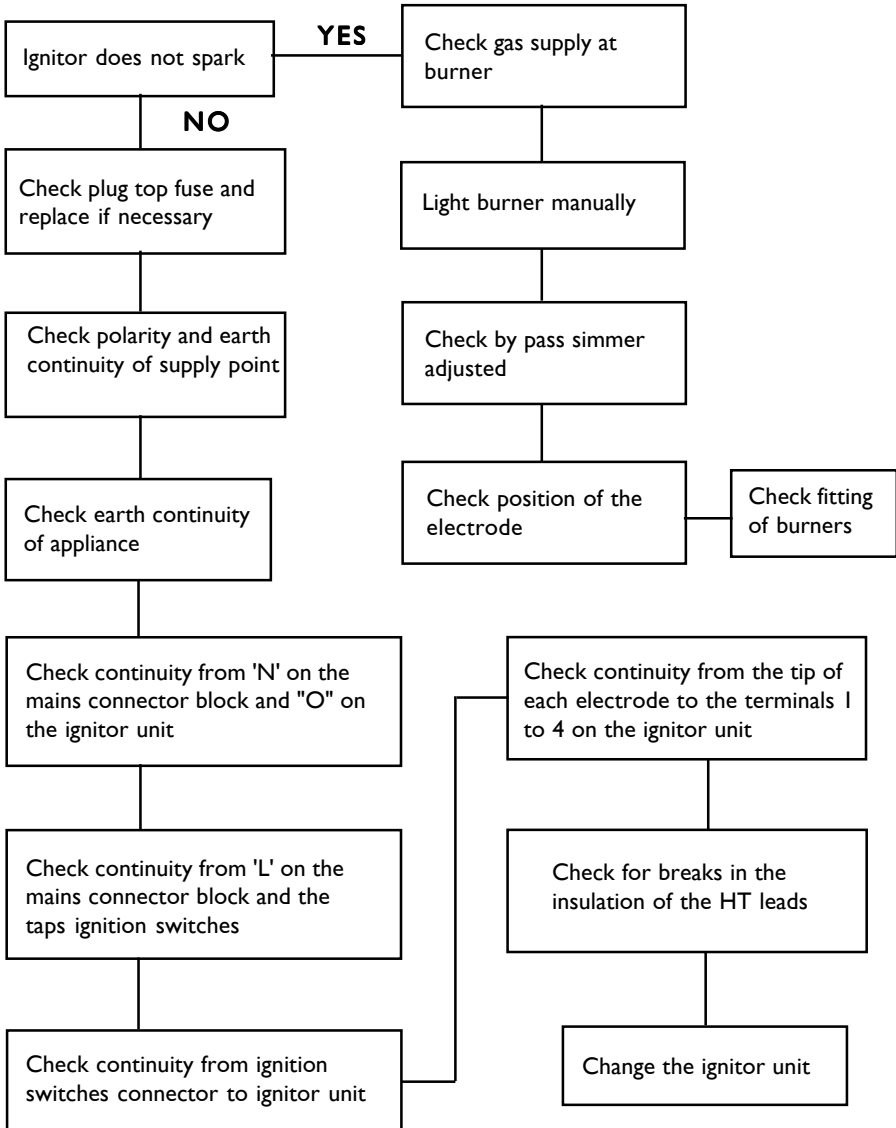 Ignitor does not spark
YES
Check gas supply at
burner
NO
Check plug top fuse and
replace if necessary
Light burner manually
Check polarity and earth
continuity of supply point
Check by pass simmer
adjusted
Check earth continuity
of appliance
Check position of the
electrode
Check fitting
of burners
Check continuity from 'N' on the
mains connector block and "O" on
the ignitor unit
Check continuity from 'L' on the
mains connector block and the
taps ignition switches
Check continuity from ignition
switches connector to ignitor unit
Check continuity from the tip of
each electrode to the terminals 1
to 4 on the ignitor unit
Check for breaks in the
insulation of the HT leads
Change the ignitor unit